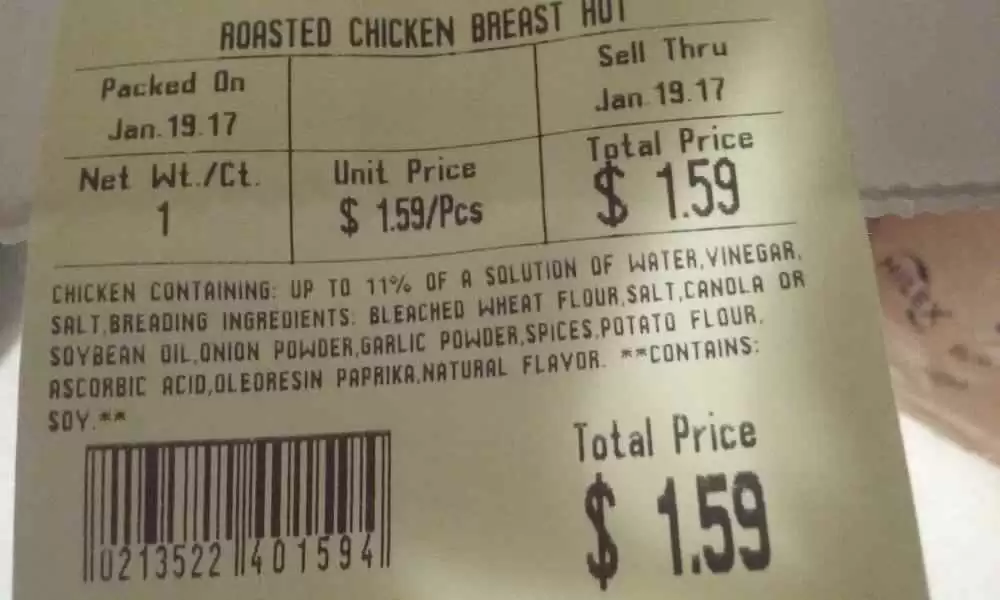 ROASTED CHICKEN BREAST HOT
Packed On
Jan.19.17
Sell Thru
Jan.19.17
Net Wt./Ct.
1
Unit Price
$ 1.59/Pcs
Total Price
$ 1.59
CHICKEN CONTAINING: UP TO 11% OF A SOLUTION OF WATER,VINEGAR,
SALT,BREADING INGREDIENTS: BLEACHED WHEAT FLOUR,SALT,CANOLA OR
SOYBEAN OIL,ONION POWDER,GARLIC POWDER,SPICES,POTATO FLOUR,
ASCORBIC ACID,OLEORESIN PAPRIKA,NATURAL FLAVOR. **CONTAINS:
SOY.**
0213522 401594
Total Price
$ 1.59